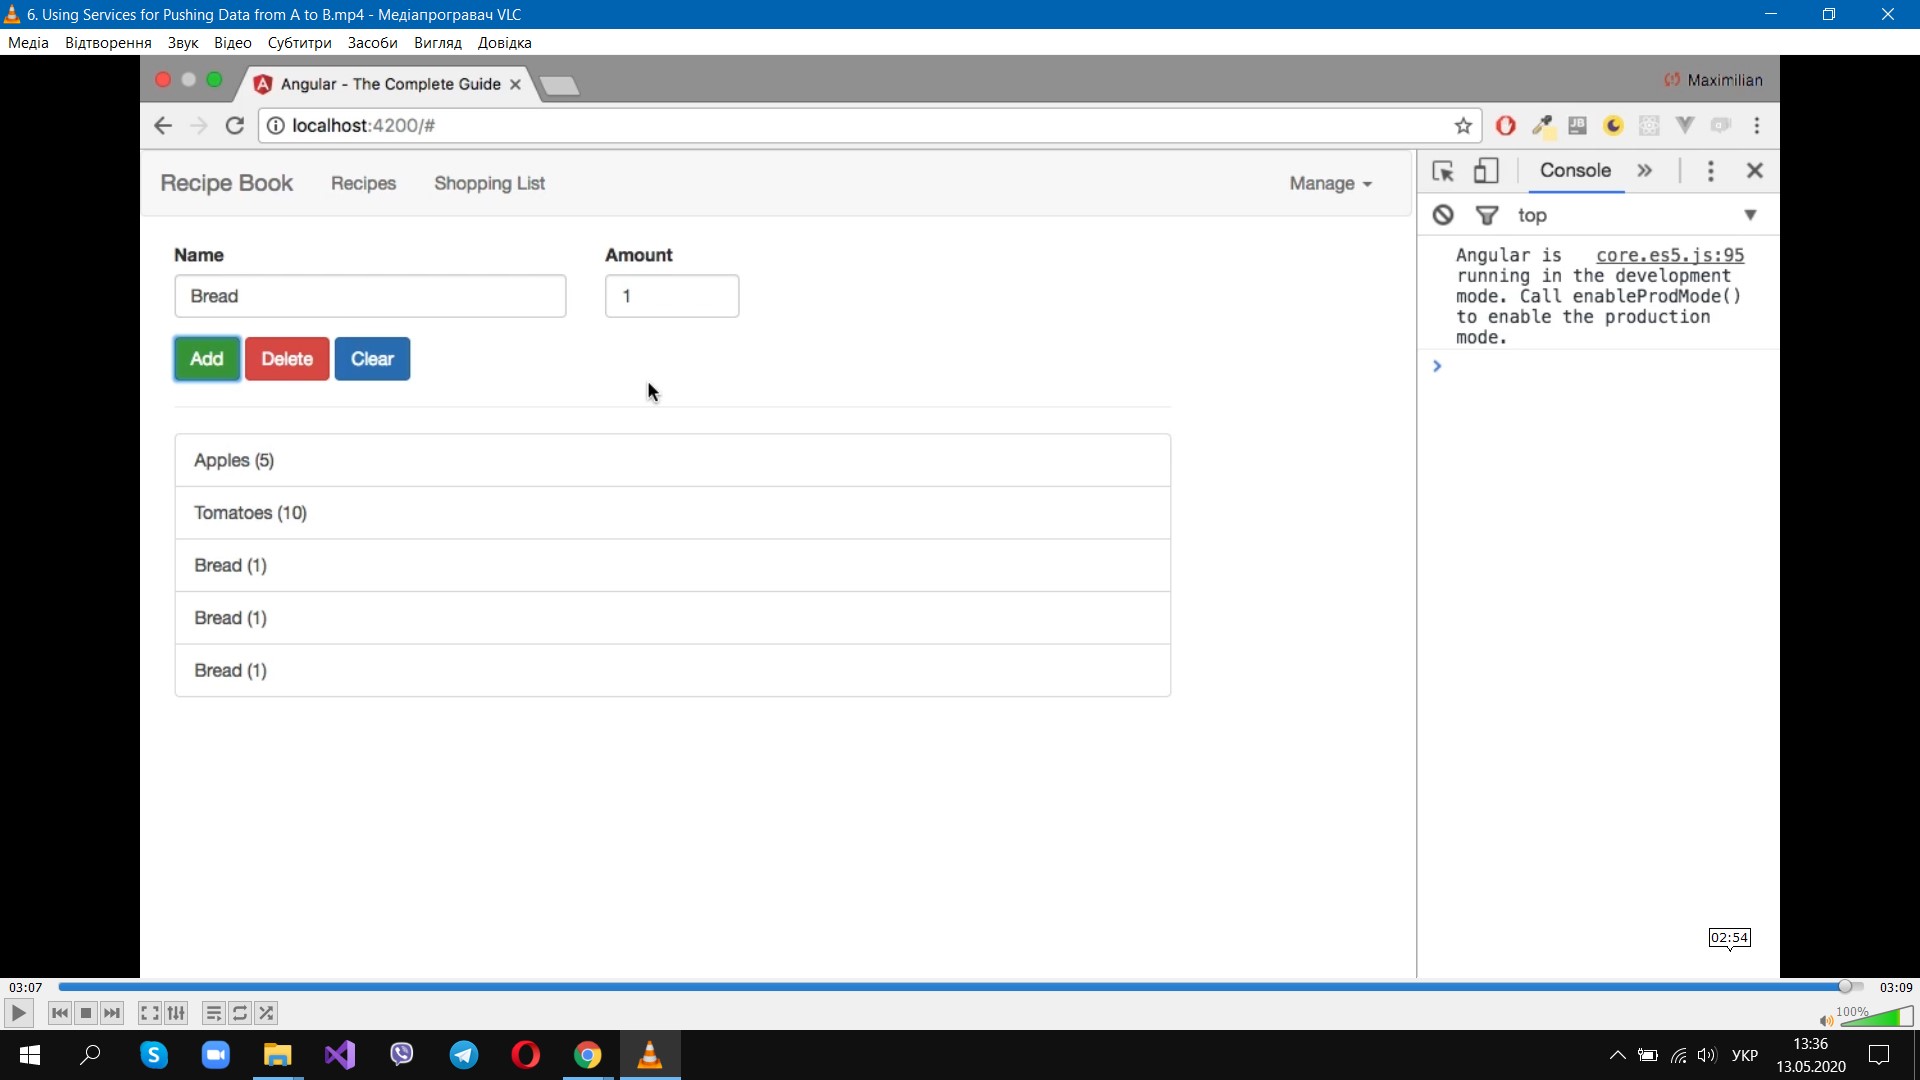 6. Using Services for Pushing Data from A to B.mp4 - Медіапрогравач VLC
Медіа Відтворення Звук Відео Субтитри Засоби Вигляд Довідка
Angular - The Complete Guide
Maximilian
localhost:4200/#
JB
Recipe Book Recipes Shopping List Manage
Console
top
Name Amount
Bread 1
Add Delete Clear
Angular is core.es5.js:95
running in the development
mode. Call enableProdMode()
to enable the production
mode.
Apples (5)
Tomatoes (10)
Bread (1)
Bread (1)
Bread (1)
02:54
03:07 03:09
100%
УКР
13:36
13.05.2020